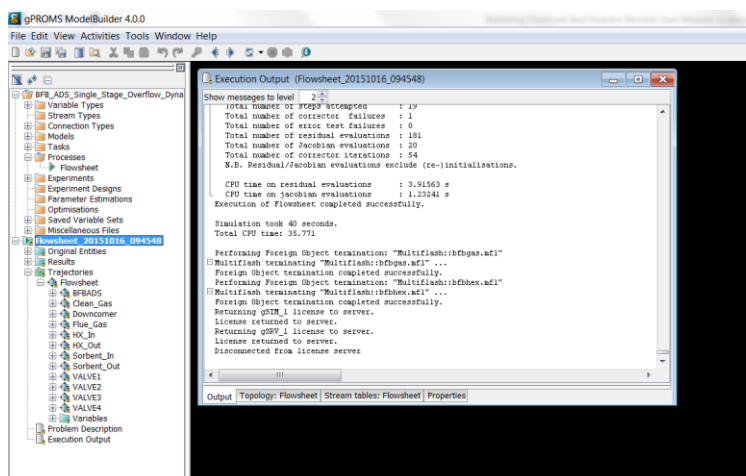 gPROMS ModelBuilder 4.0.0
File Edit View Activities Tools Window Help
BFB_ADS_Single_Stage_Overflow_Dyna
Variable Types
Stream Types
Connection Types
Models
Tasks
Processes
Flowsheet
Experiments
Experiment Designs
Parameter Estimations
Optimisations
Saved Variable Sets
Miscellaneous Files
Flowsheet_20151016_094548
Original Entities
Results
Trajectories
Flowsheet
BFBADS
Clean_Gas
Downcomer
Flue_Gas
HX_In
HX_Out
Sorbent_In
Sorbent_Out
VALVE1
VALVE2
VALVE3
VALVE4
Variables
Problem Description
Execution Output
Execution Output (Flowsheet_20151016_094548)
Show messages to level 2
Total number of steps attempted : 19
Total number of corrector failures : 1
Total number of error test failures : 0
Total number of residual evaluations : 181
Total number of Jacobian evaluations : 20
Total number of corrector iterations : 54
N.B. Residual/Jacobian evaluations exclude (re-)initialisations.
CPU time on residual evaluations : 3.91563 s
CPU time on jacobian evaluations : 1.23241 s
Execution of Flowsheet completed successfully.
Simulation took 40 seconds.
Total CPU time: 35.771
Performing Foreign Object termination: "Multiflash::bfbgas.mfl"
Multiflash terminating "Multiflash::bfbgas.mfl" ...
Foreign Object termination completed successfully.
Performing Foreign Object termination: "Multiflash::bfbhex.mfl"
Multiflash terminating "Multiflash::bfbhex.mfl" ...
Foreign Object termination completed successfully.
Returning gSIM_1 license to server.
License returned to server.
Returning gSRV_1 license to server.
License returned to server.
Disconnected from license server
Output Topology: Flowsheet Stream tables: Flowsheet Properties